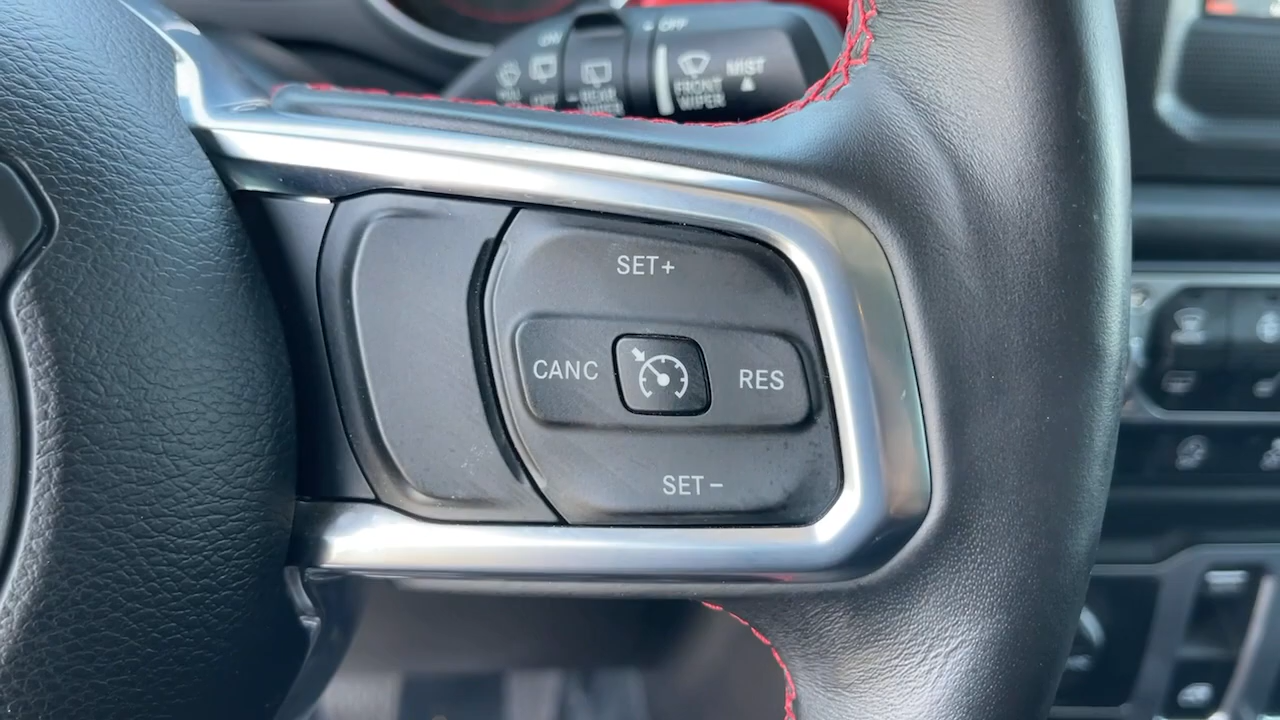 OFF
MIST
FRONT
WIPER
REAR
WIPER
SET+
CANC
RES
SET−